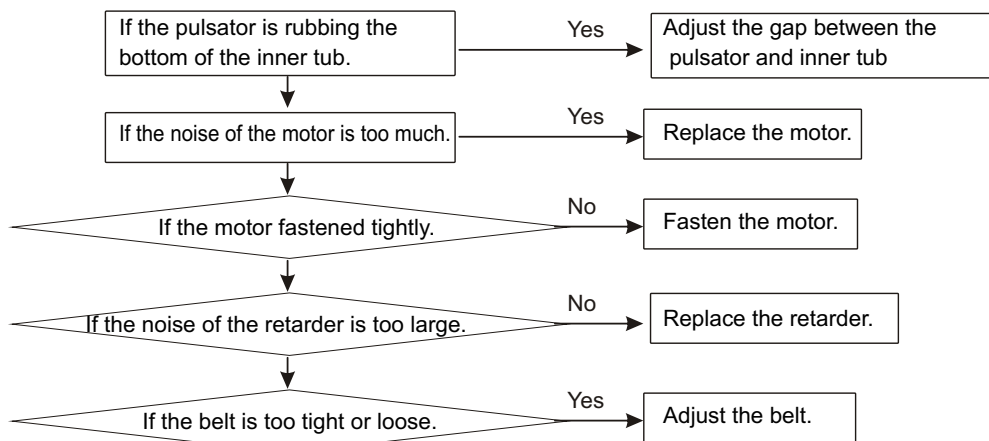 If the pulsator is rubbing the
bottom of the inner tub.
Yes
Adjust the gap between the
pulsator and inner tub
If the noise of the motor is too much.
Yes
Replace the motor.
If the motor fastened tightly.
No
Fasten the motor.
If the noise of the retarder is too large.
No
Replace the retarder.
If the belt is too tight or loose.
Yes
Adjust the belt.